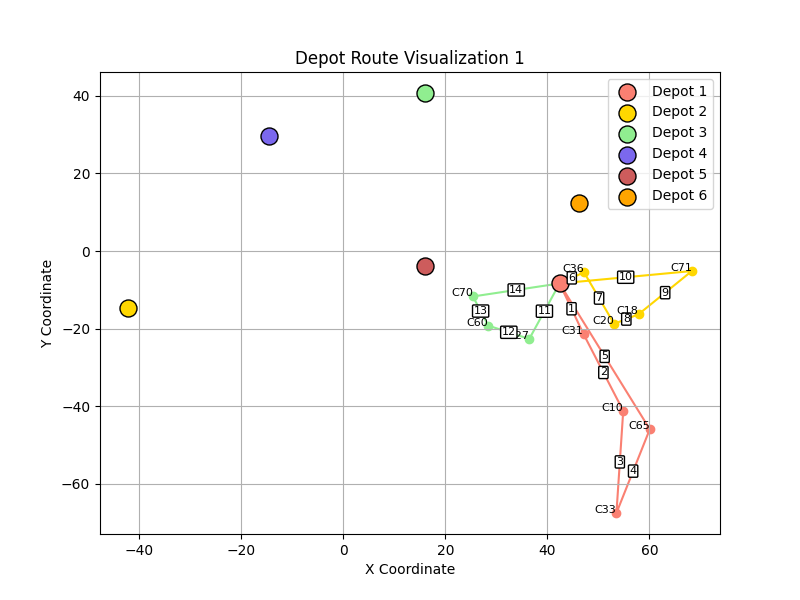 Depot Route Visualization 1
Depot 1
Depot 2
Depot 3
Depot 4
Depot 5
Depot 6
40
20
0
−20
−40
−60
Y Coordinate
−40
−20
0
20
40
60
X Coordinate
C36
6
10
C71
C70
14
7
9
13
11
1
C18
C60
12
27
C31
C20
8
5
2
C10
C65
3
4
C33